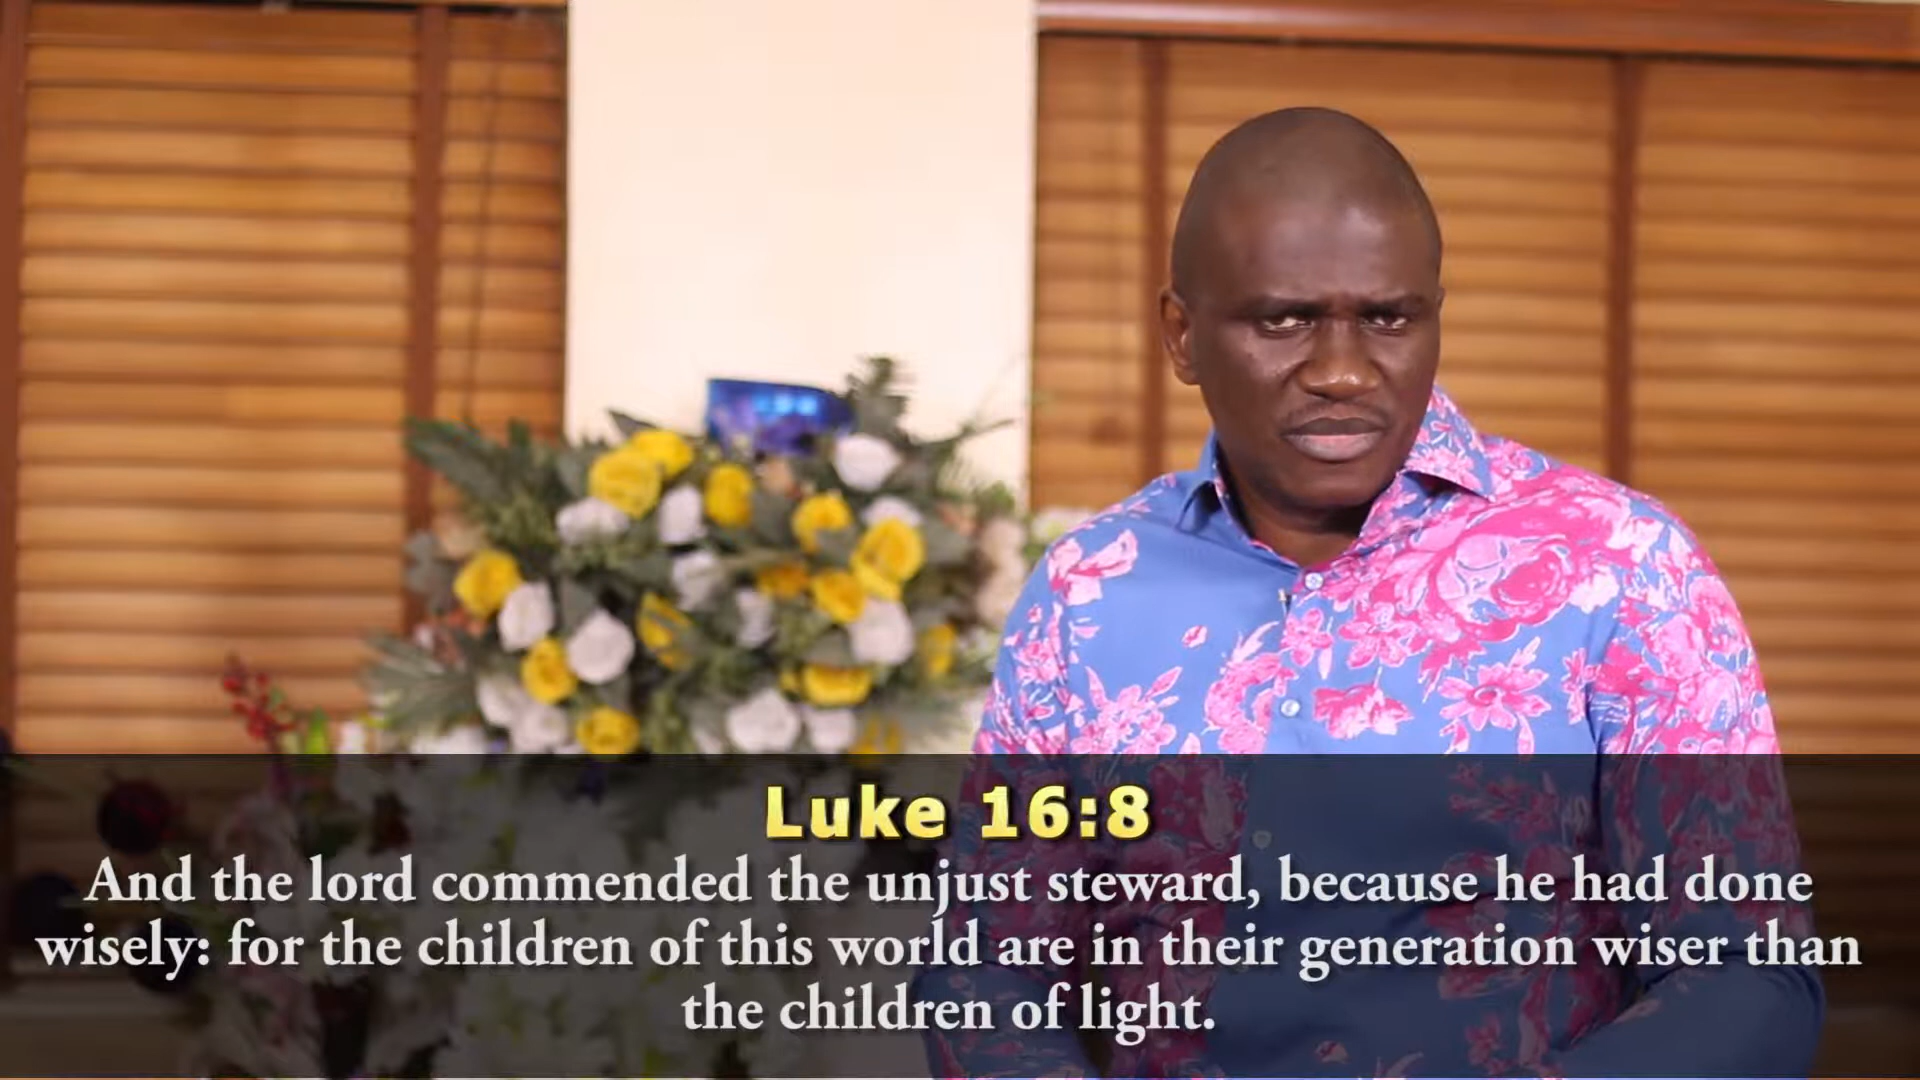 Luke 16:8
And the lord commended the unjust steward, because he had done
wisely: for the children of this world are in their generation wiser than
the children of light.